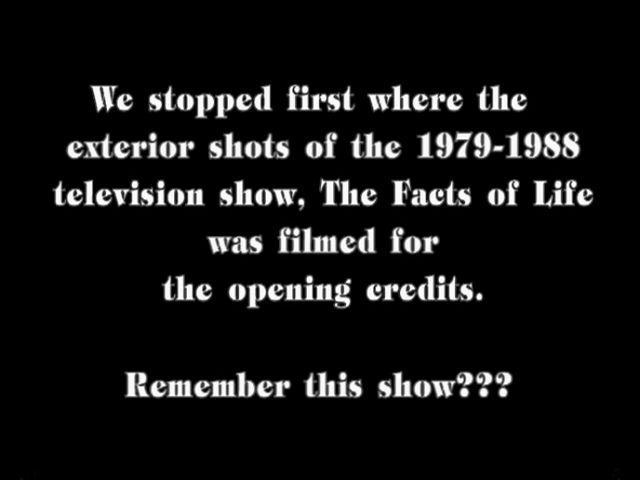 We stopped first where the
exterior shots of the 1979-1988
television show, The Facts of Life
was filmed for
the opening credits.
Remember this show???